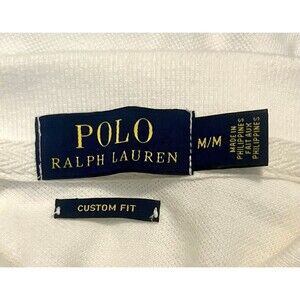 POLO
RALPH LAUREN
M/M
MADE IN
PHILIPPINES
FAIT AUX
PHILIPPINES
CUSTOM FIT